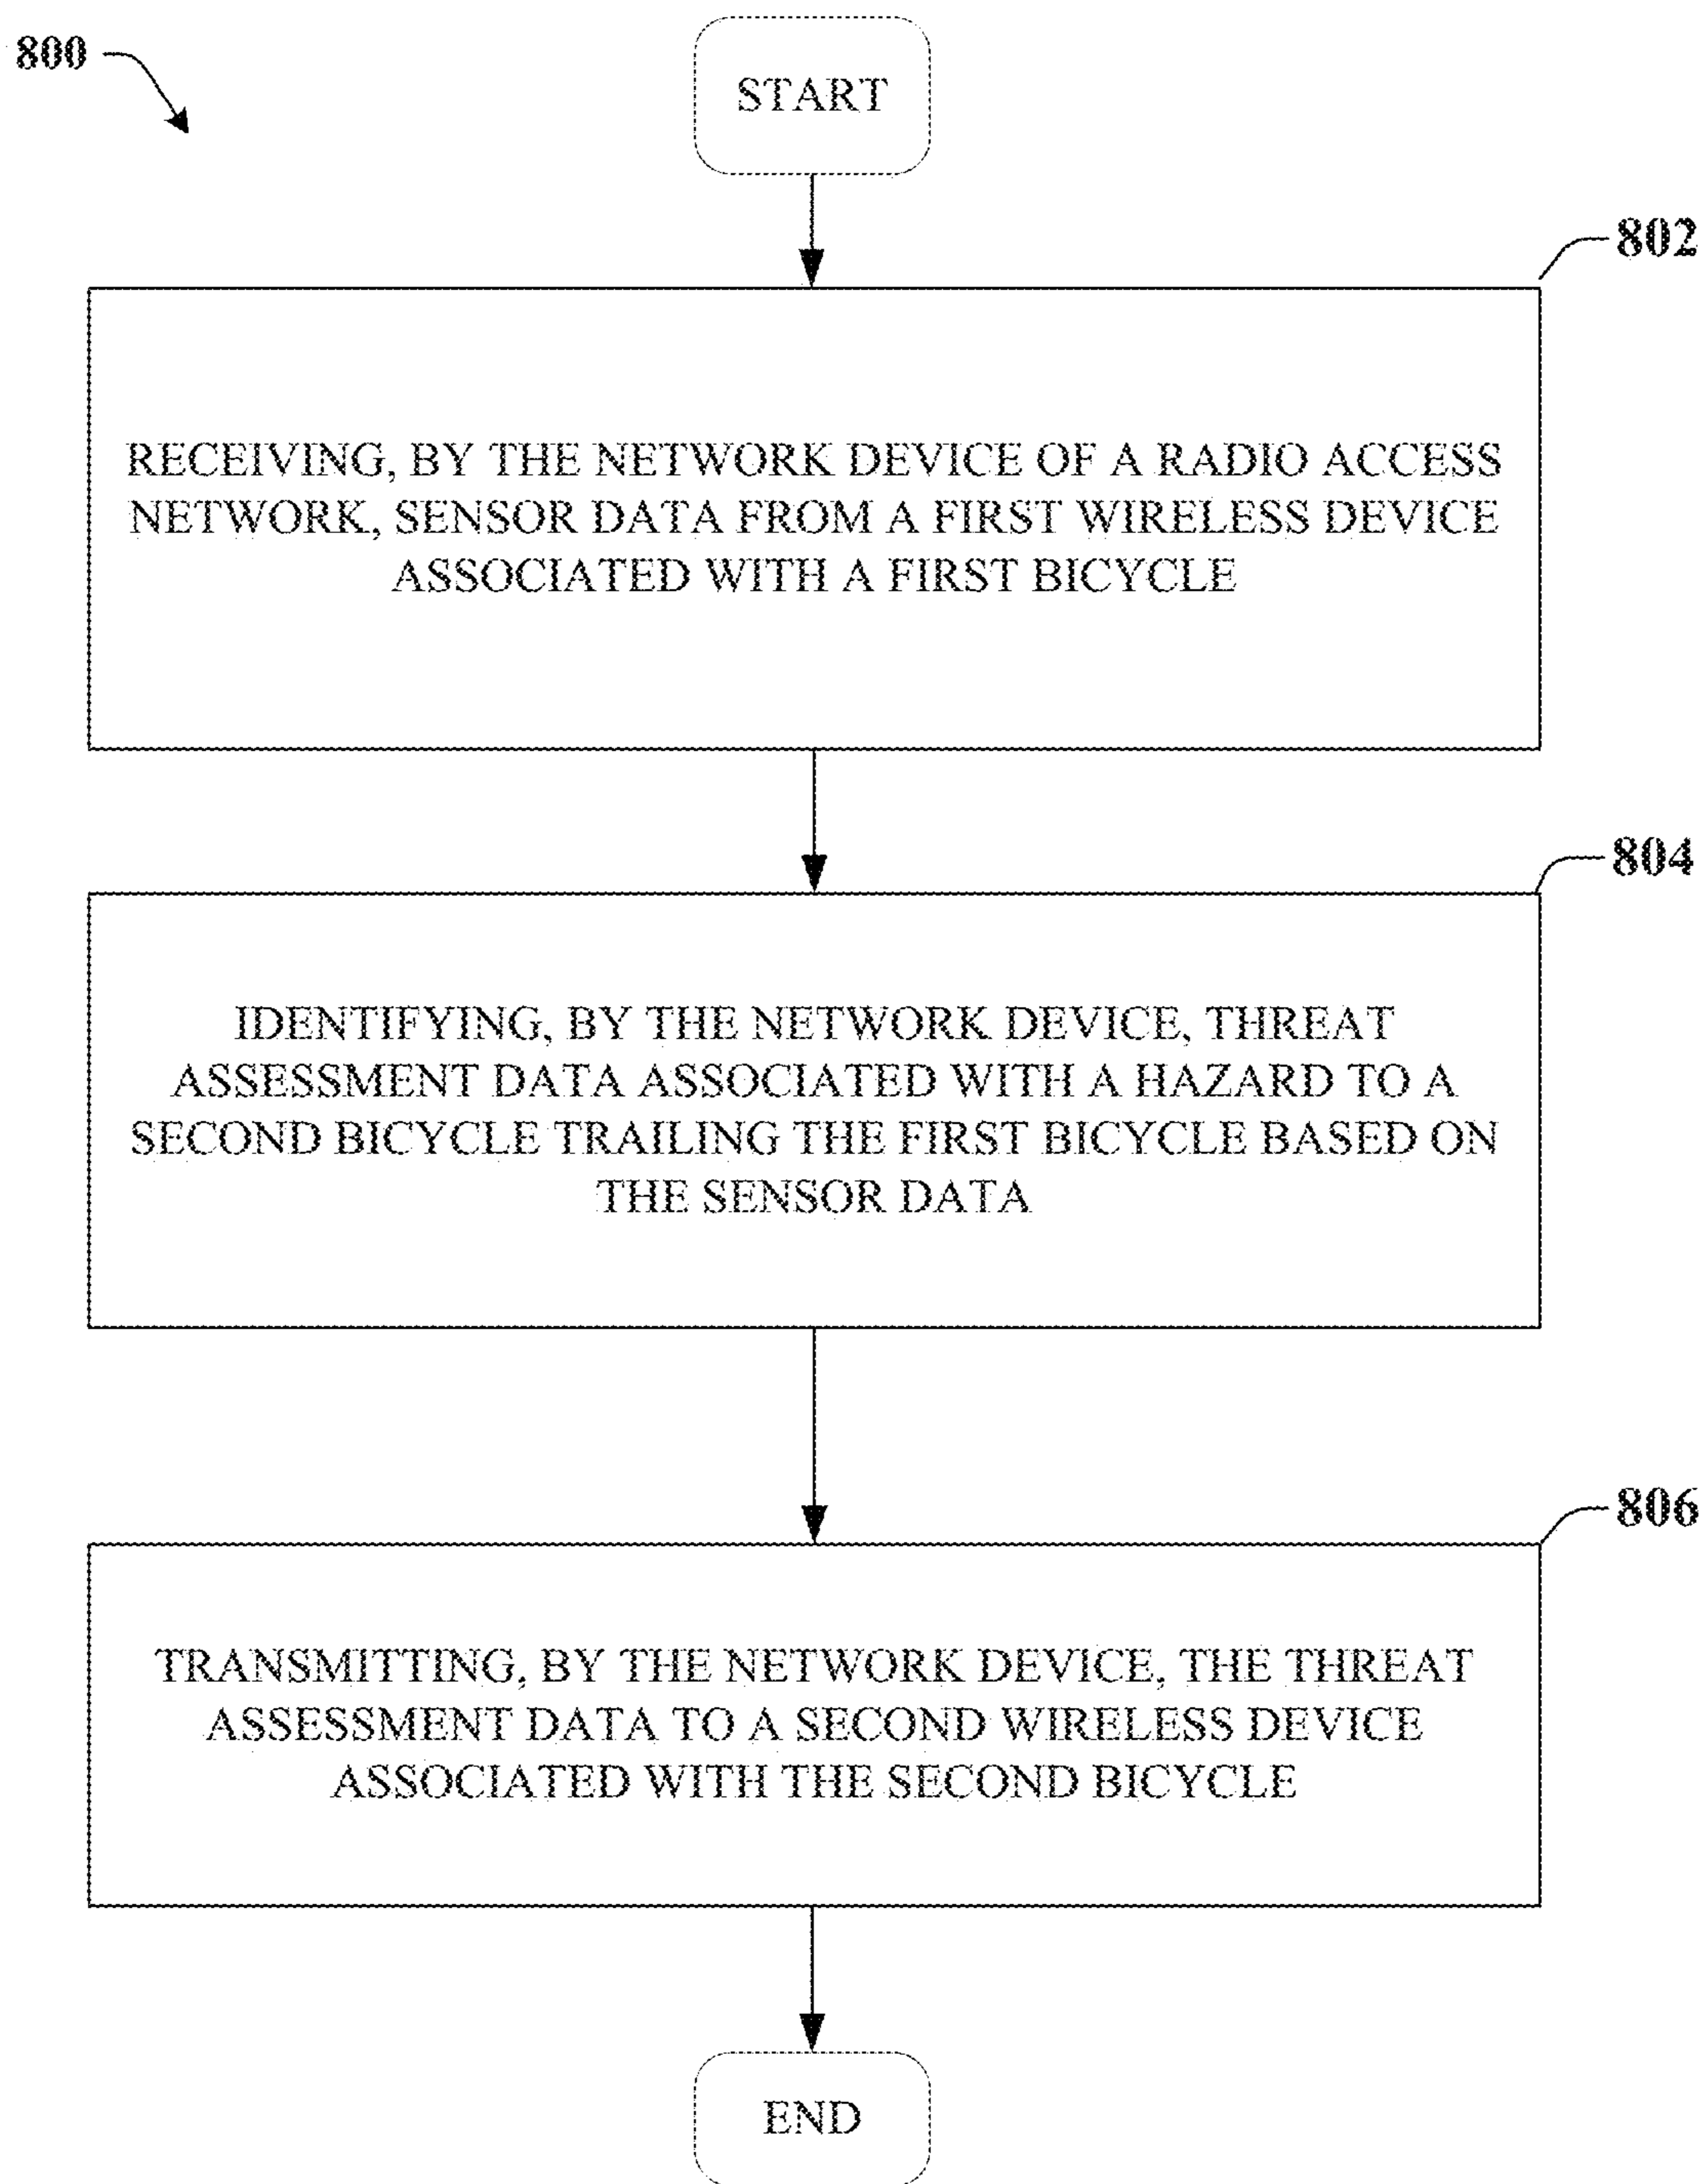 800
START
802
RECEIVING, BY THE NETWORK DEVICE OF A RADIO ACCESS
NETWORK, SENSOR DATA FROM A FIRST WIRELESS DEVICE
ASSOCIATED WITH A FIRST BICYCLE
804
IDENTIFYING, BY THE NETWORK DEVICE, THREAT
ASSESSMENT DATA ASSOCIATED WITH A HAZARD TO A
SECOND BICYCLE TRAILING THE FIRST BICYCLE BASED ON
THE SENSOR DATA
806
TRANSMITTING, BY THE NETWORK DEVICE, THE THREAT
ASSESSMENT DATA TO A SECOND WIRELESS DEVICE
ASSOCIATED WITH THE SECOND BICYCLE
END